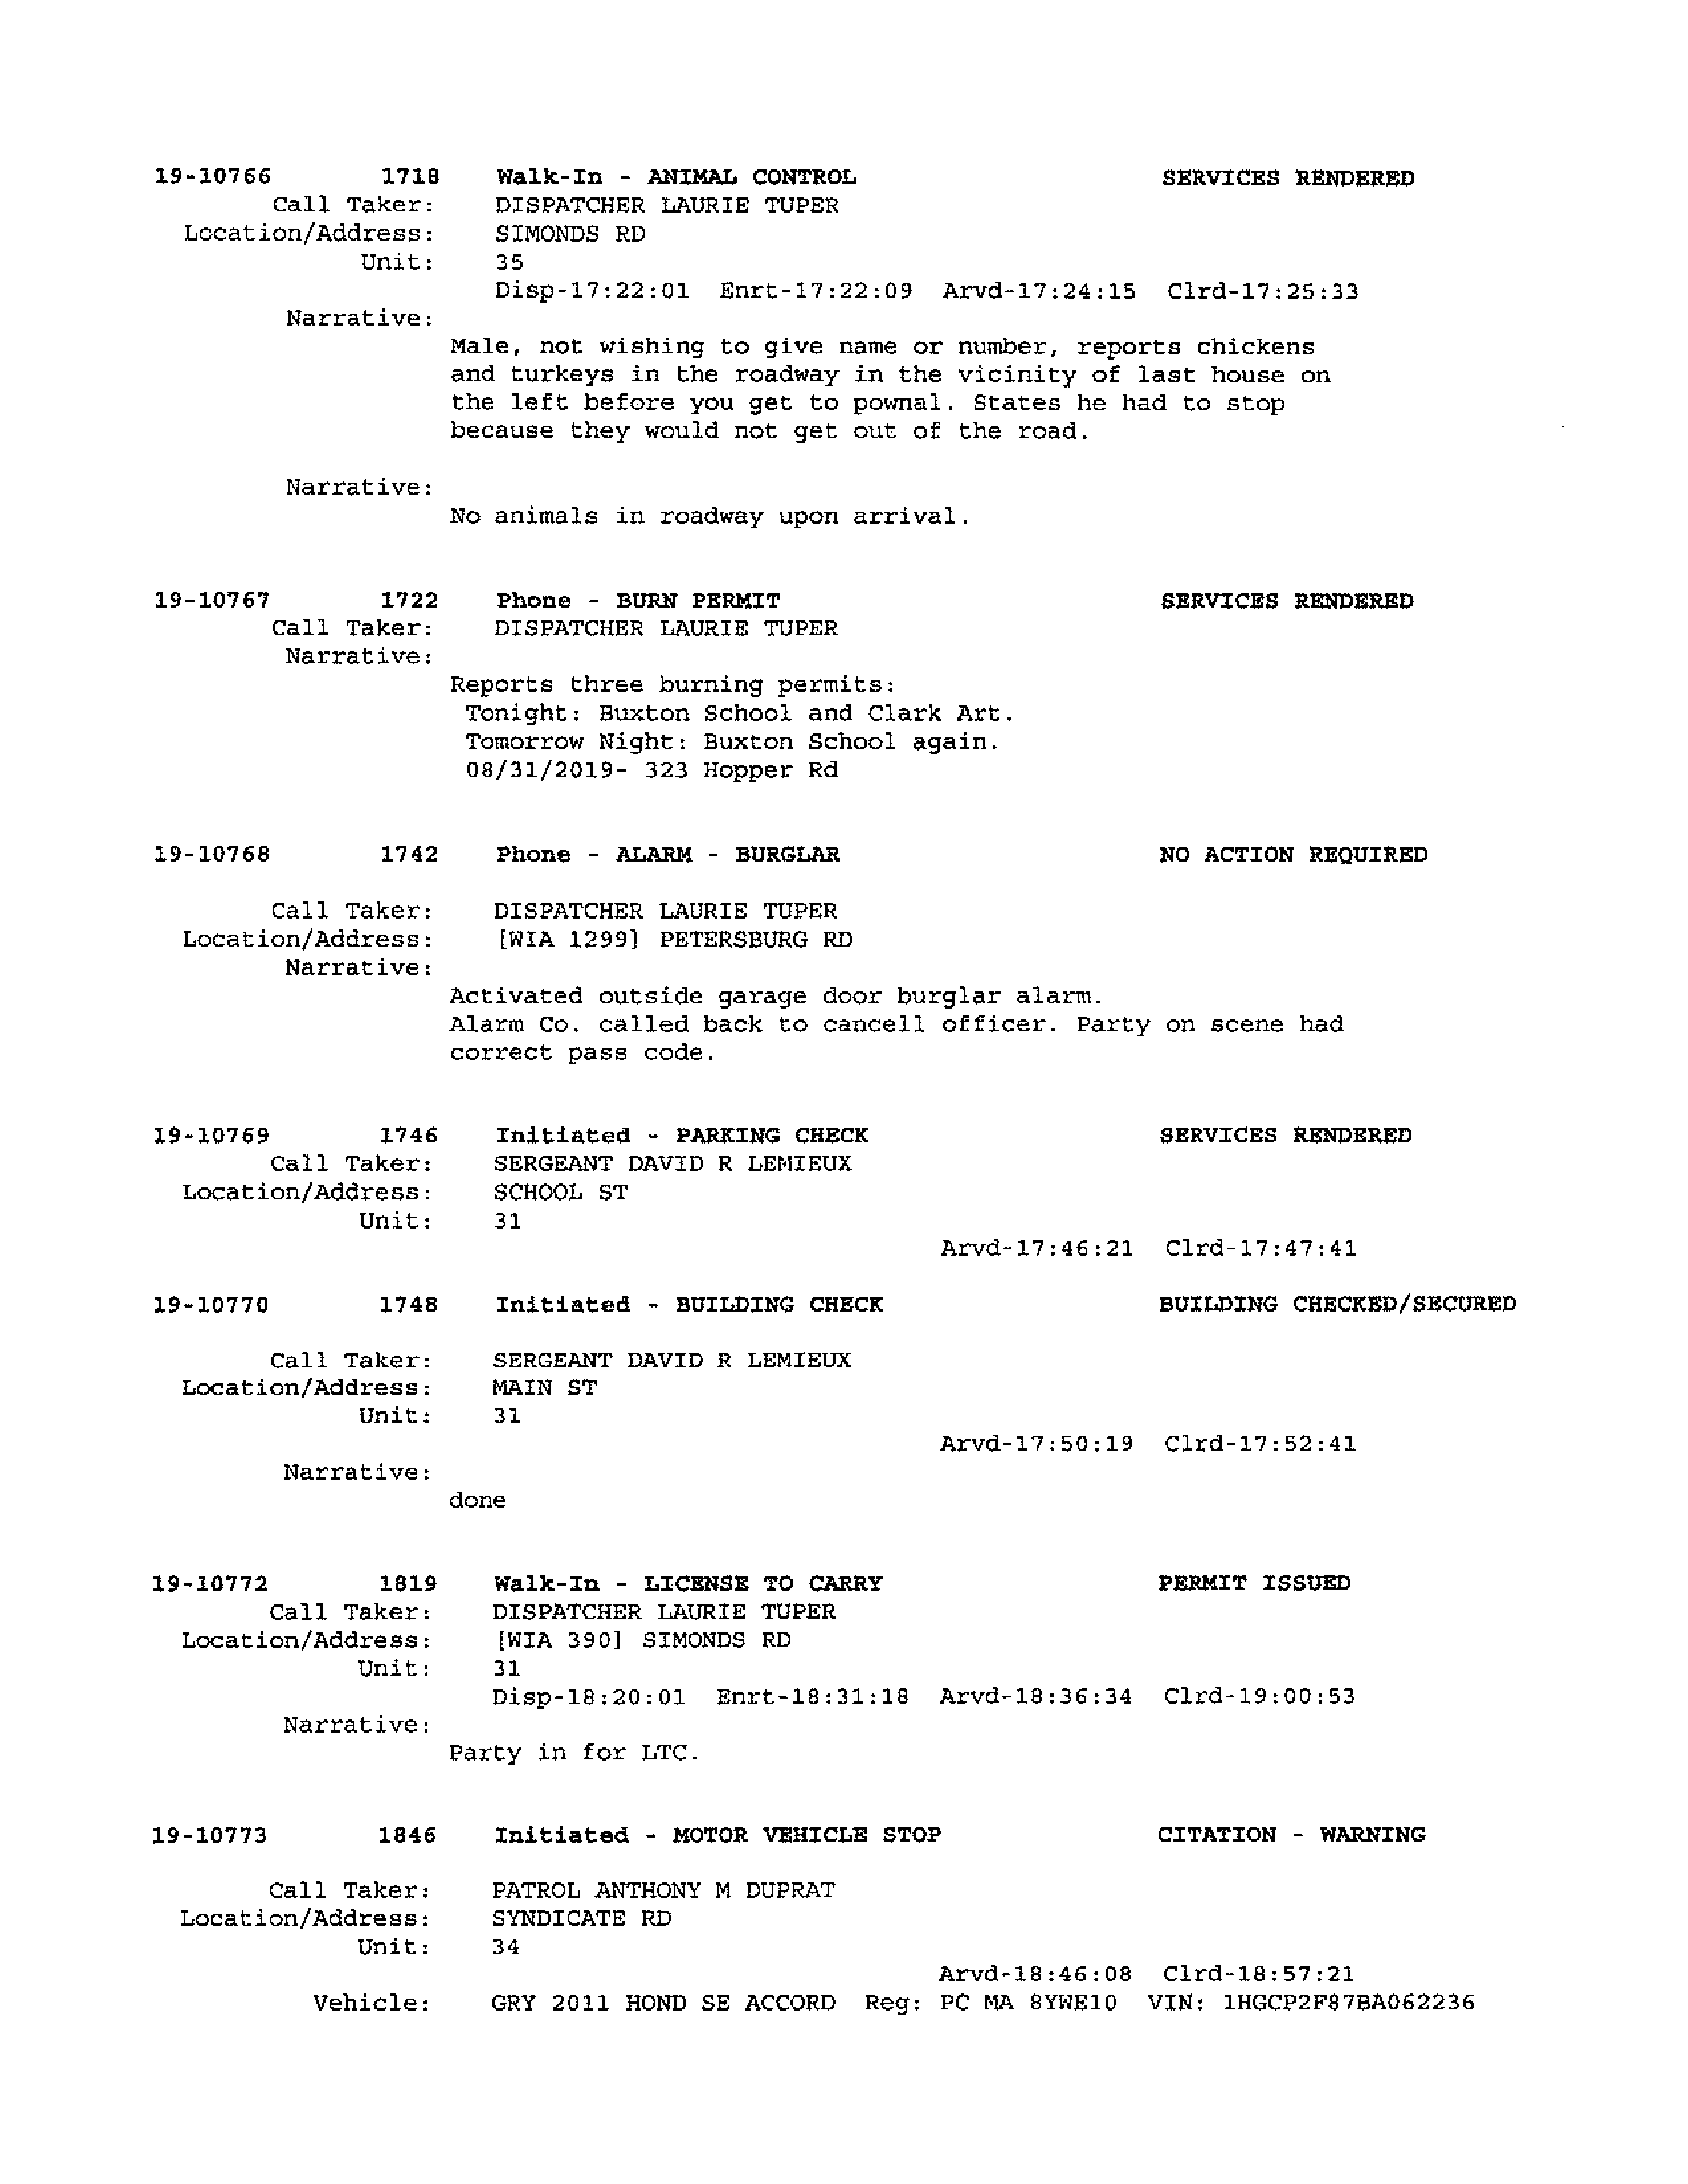 19-10766 1718 Walk-In - ANIMAL CONTROL SERVICES RENDERED
Call Taker: DISPATCHER LAURIE TUPER
Location/Address: SIMONDS RD
Unit: 35
Disp-17:22:01 Enrt-17:22:09 Arvd-17:24:15 Clrd-17:25:33
Narrative:
Male, not wishing to give name or number, reports chickens
and turkeys in the roadway in the vicinity of last house on
the left before you get to pownal. States he had to stop
because they would not get out of the road.
Narrative:
No animals in roadway upon arrival.
19-10767 1722 Phone - BURN PERMIT SERVICES RENDERED
Call Taker: DISPATCHER LAURIE TUPER
Narrative:
Reports three burning permits:
Tonight: Buxton School and Clark Art.
Tomorrow Night: Buxton School again.
08/31/2019- 323 Hopper Rd
19-10768 1742 Phone - ALARM - BURGLAR NO ACTION REQUIRED
Call Taker: DISPATCHER LAURIE TUPER
Location/Address: [WIA 1299] PETERSBURG RD
Narrative:
Activated outside garage door burglar alarm.
Alarm Co. called back to cancell officer. Party on scene had
correct pass code.
19-10769 1746 Initiated - PARKING CHECK SERVICES RENDERED
Call Taker: SERGEANT DAVID R LEMIEUX
Location/Address: SCHOOL ST
Unit: 31
Arvd-17:46:21 Clrd-17:47:41
19-10770 1748 Initiated - BUILDING CHECK BUILDING CHECKED/SECURED
Call Taker: SERGEANT DAVID R LEMIEUX
Location/Address: MAIN ST
Unit: 31
Arvd-17:50:19 Clrd-17:52:41
Narrative:
done
19-10772 1819 Walk-In - LICENSE TO CARRY PERMIT ISSUED
Call Taker: DISPATCHER LAURIE TUPER
Location/Address: [WIA 390] SIMONDS RD
Unit: 31
Disp-18:20:01 Enrt-18:31:18 Arvd-18:36:34 Clrd-19:00:53
Narrative:
Party in for LTC.
19-10773 1846 Initiated - MOTOR VEHICLE STOP CITATION - WARNING
Call Taker: PATROL ANTHONY M DUPRAT
Location/Address: SYNDICATE RD
Unit: 34
Arvd-18:46:08 Clrd-18:57:21
Vehicle: GRY 2011 HOND SE ACCORD Reg: PC MA 8YWE10 VIN: 1HGCP2F87BA062236